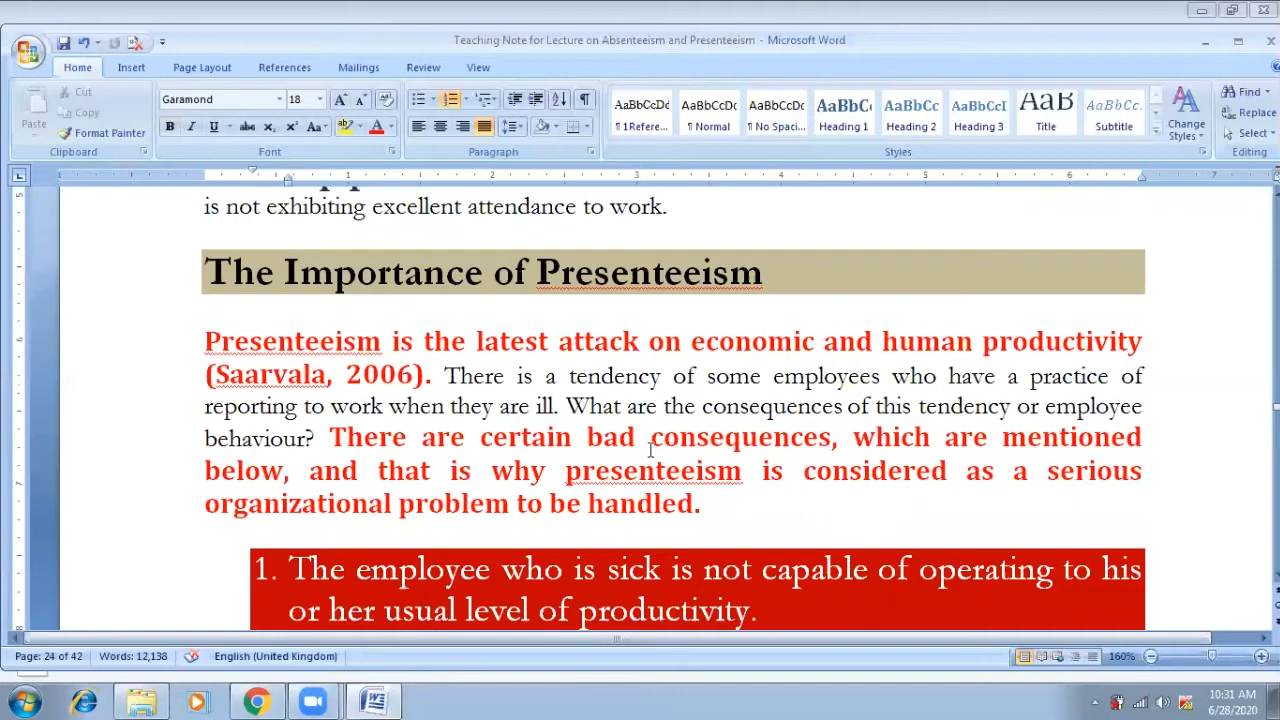 Teaching Note for Lecture on Absenteeism and Presenteeism - Microsoft Word
Home Insert Page Layout References Mailings Review View
Cut
Copy
Paste
Format Painter
Clipboard
Garamond 18
Font
Paragraph
AaBbCcDd AaBbCcDc AaBbCcDc AaBbCc AaBbCc AaBbCcI AaB AaBbCc.
¶ 1Refere... ¶ Normal ¶ No Spaci... Heading 1 Heading 2 Heading 3 Title Subtitle
Change Styles
Styles
Find
Replace
Select
Editing
is not exhibiting excellent attendance to work.
The Importance of Presenteeism
Presenteeism is the latest attack on economic and human productivity
(Saarvala, 2006). There is a tendency of some employees who have a practice of
reporting to work when they are ill. What are the consequences of this tendency or employee
behaviour? There are certain bad consequences, which are mentioned
below, and that is why presenteeism is considered as a serious
organizational problem to be handled.
1. The employee who is sick is not capable of operating to his
or her usual level of productivity.
Page: 24 of 42 Words: 12,138 English (United Kingdom) 160%
10:31 AM
6/28/2020